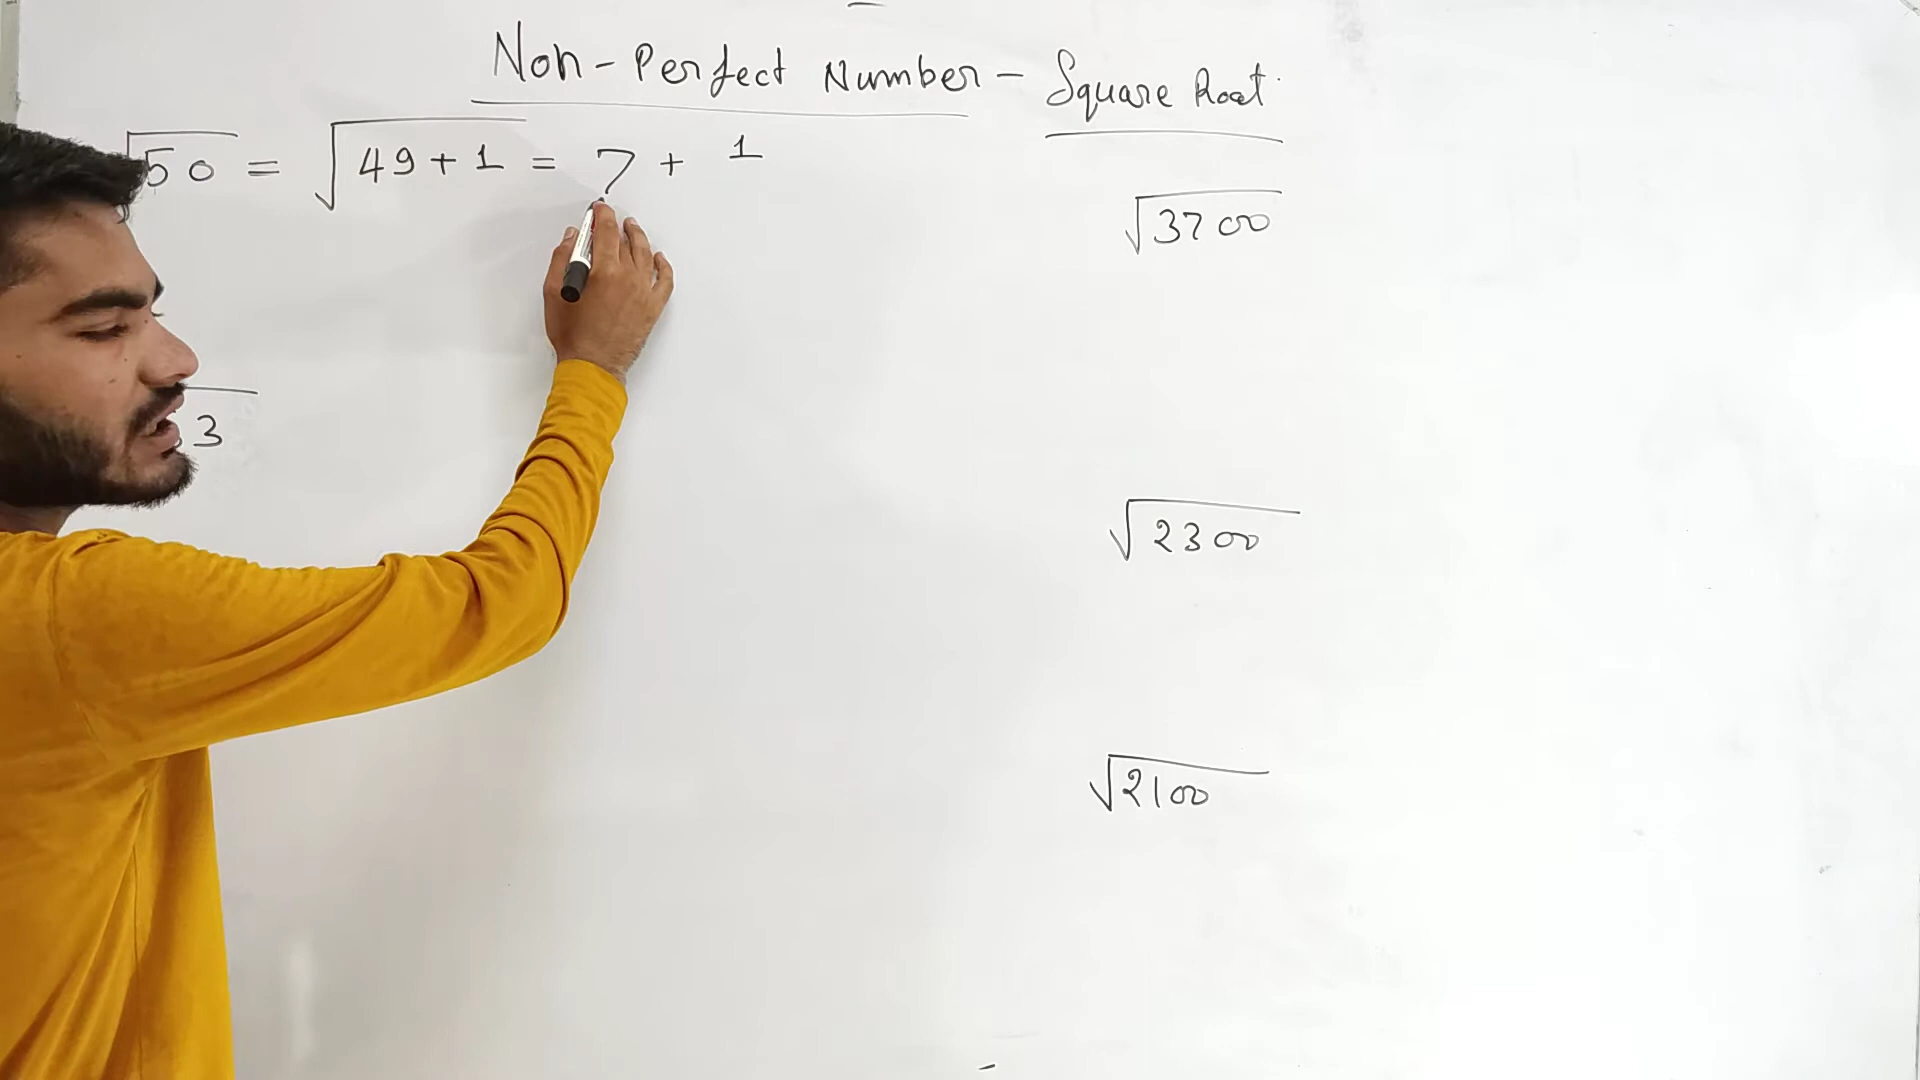 Non-Perfect Number - Square Root
√50 = √49+1 = 7 + 1
√3700
3
√2300
√2100